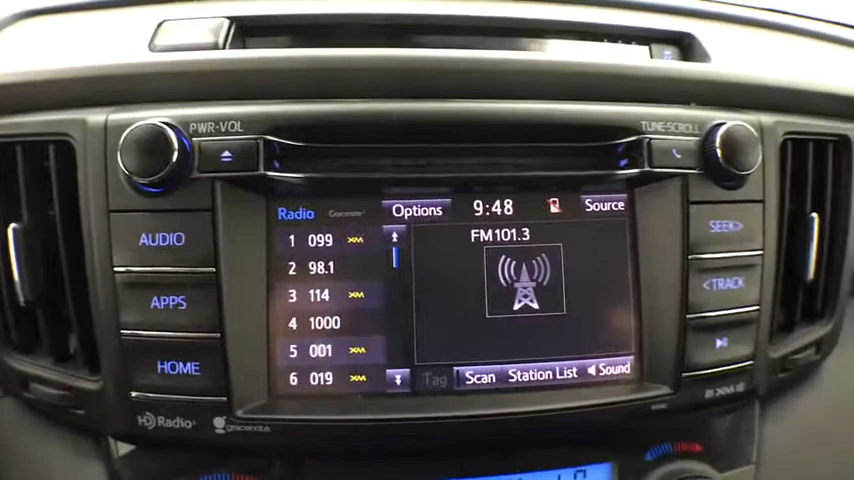 PWR·VOL
TUNE·SCROLL
AUDIO
APPS
HOME
SEEK>
<TRACK
Radio Gracenote
Options 9:48 Source
FM101.3
1 099 XM
2 98.1
3 114 XM
4 1000
5 001 XM
6 019 XM
Tag Scan Station List Sound
HD Radio
gracenote
((XM))